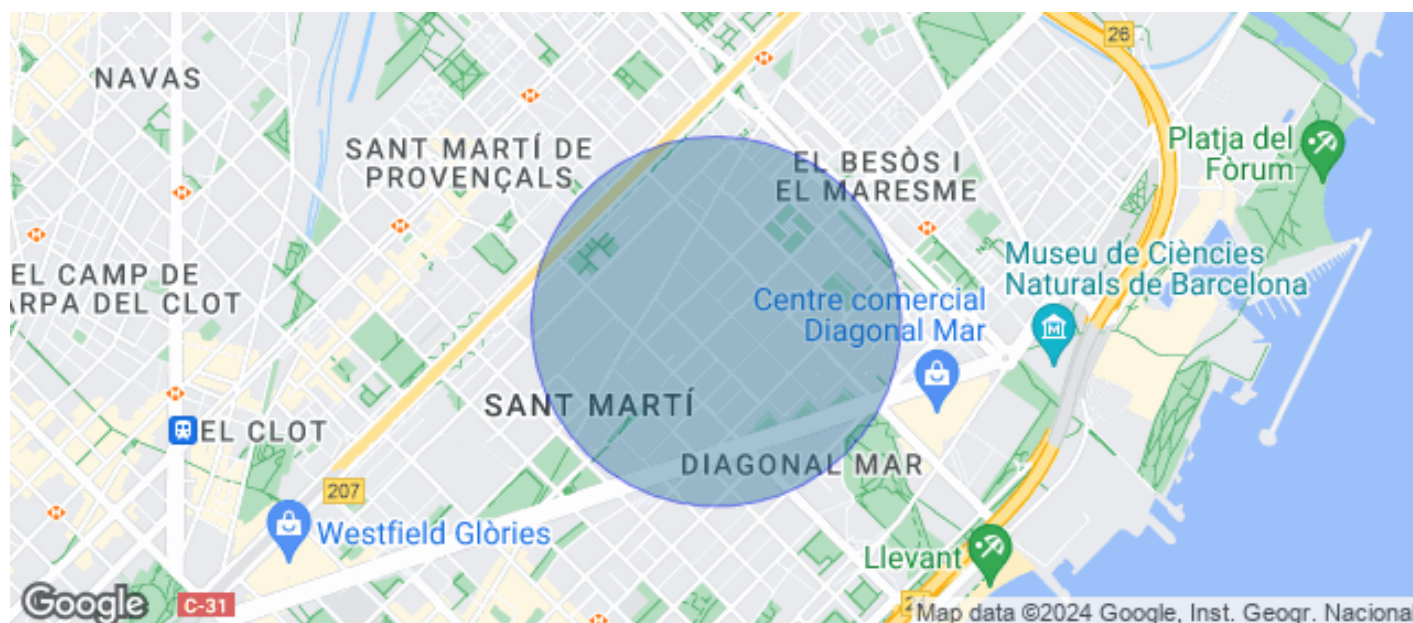 26
NAVAS
Platja del
Fòrum
SANT MARTÍ DE
PROVENÇALS
EL BESÒS I
EL MARESME
Museu de Ciències
Naturals de Barcelona
EL CAMP DE
ARPA DEL CLOT
Centre comercial
Diagonal Mar
SANT MARTÍ
EL CLOT
DIAGONAL MAR
207
Westfield Glòries
Llevant
Google
C-31
Map data ©2024 Google, Inst. Geogr. Nacional